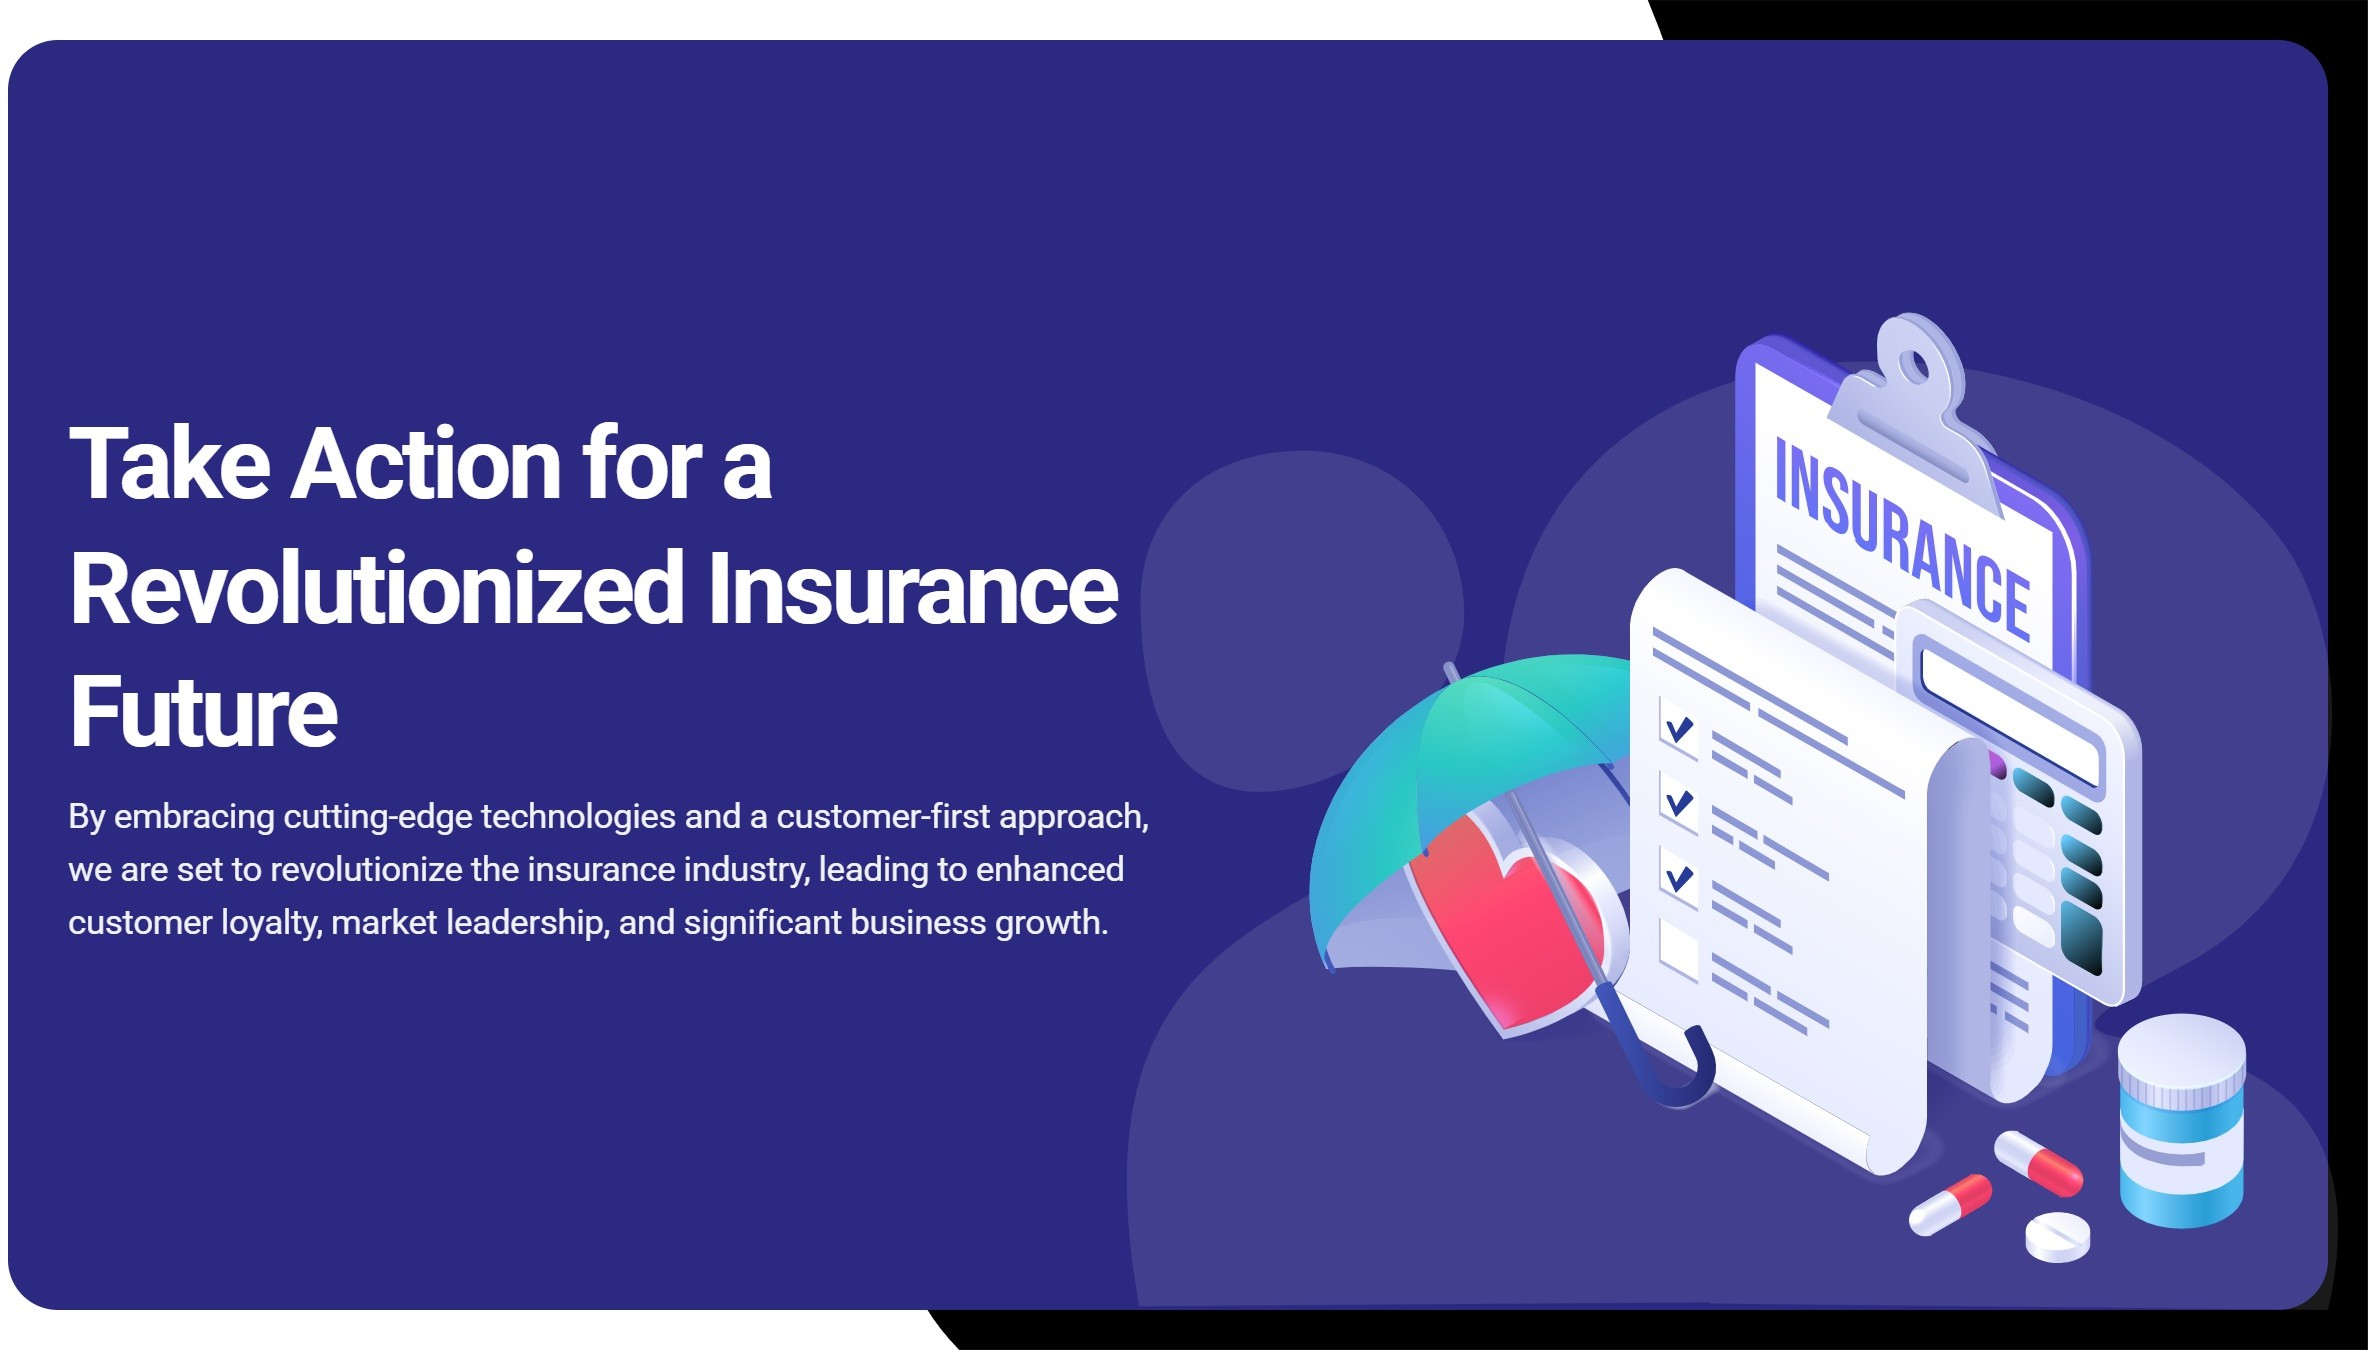 Take Action for a
Revolutionized Insurance
Future
By embracing cutting-edge technologies and a customer-first approach,
we are set to revolutionize the insurance industry, leading to enhanced
customer loyalty, market leadership, and significant business growth.
INSURANCE